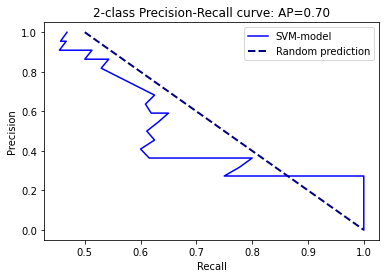 2-class Precision-Recall curve: AP=0.70
SVM-model
Random prediction
Precision
1.0
0.8
0.6
0.4
0.2
0.0
0.5 0.6 0.7 0.8 0.9 1.0
Recall